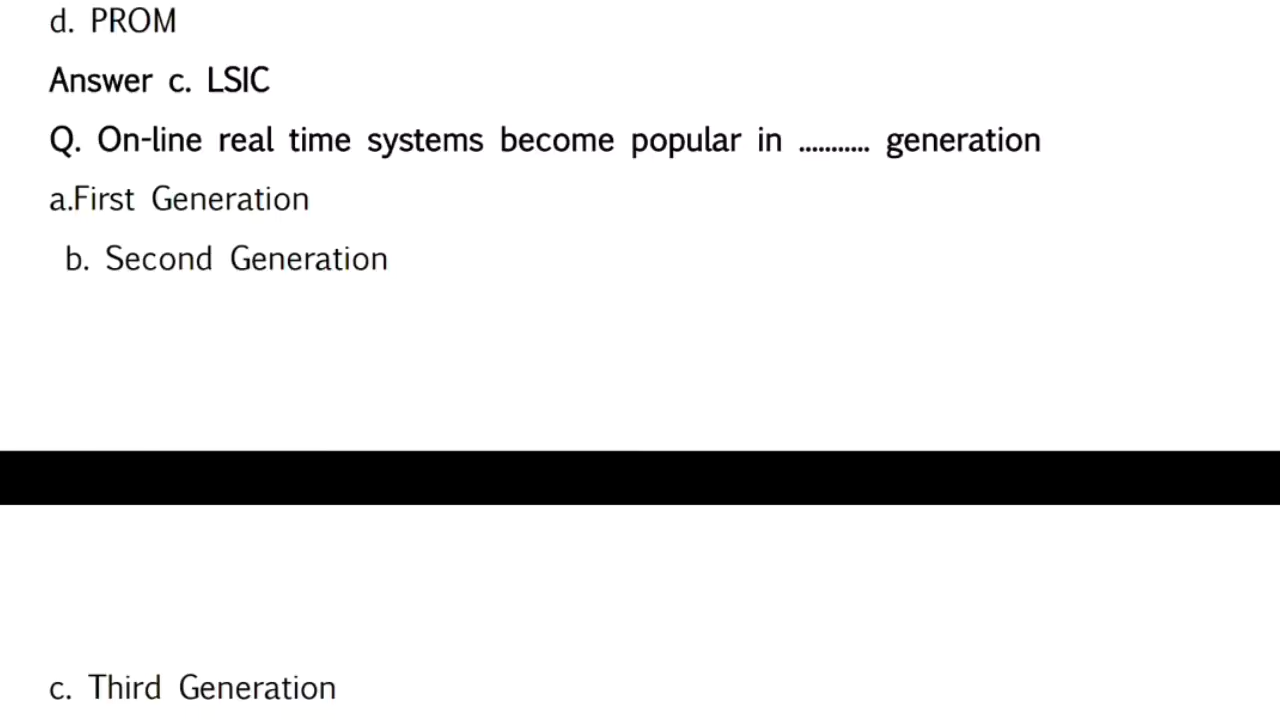 d. PROM
Answer c. LSIC
Q. On-line real time systems become popular in ........... generation
a.First Generation
b. Second Generation
c. Third Generation